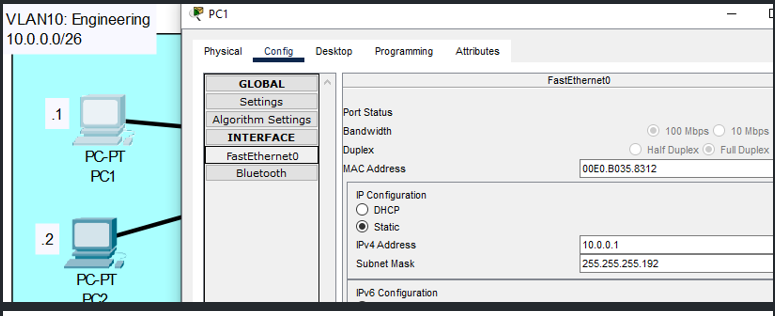 VLAN10: Engineering
10.0.0.0/26
.1
PC-PT
PC1
.2
PC-PT
PC2
PC1
Physical Config Desktop Programming Attributes
GLOBAL
Settings
Algorithm Settings
INTERFACE
FastEthernet0
Bluetooth
FastEthernet0
Port Status
Bandwidth 100 Mbps 10 Mbps
Duplex Half Duplex Full Duplex
MAC Address 00E0.B035.8312
IP Configuration
DHCP
Static
IPv4 Address 10.0.0.1
Subnet Mask 255.255.255.192
IPv6 Configuration